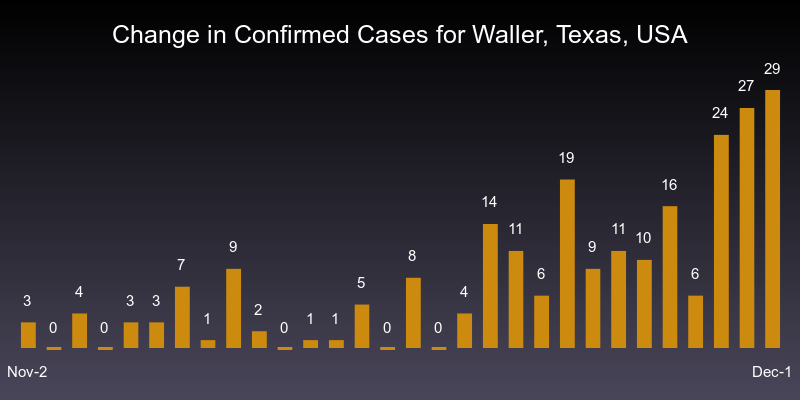 Change in Confirmed Cases for Waller, Texas, USA
3 0 4 0 3 3 7 1 9 2 0 1 1 5 0 8 0 4 14 11 6 19 9 11 10 16 6 24 27 29
Nov-2 Dec-1